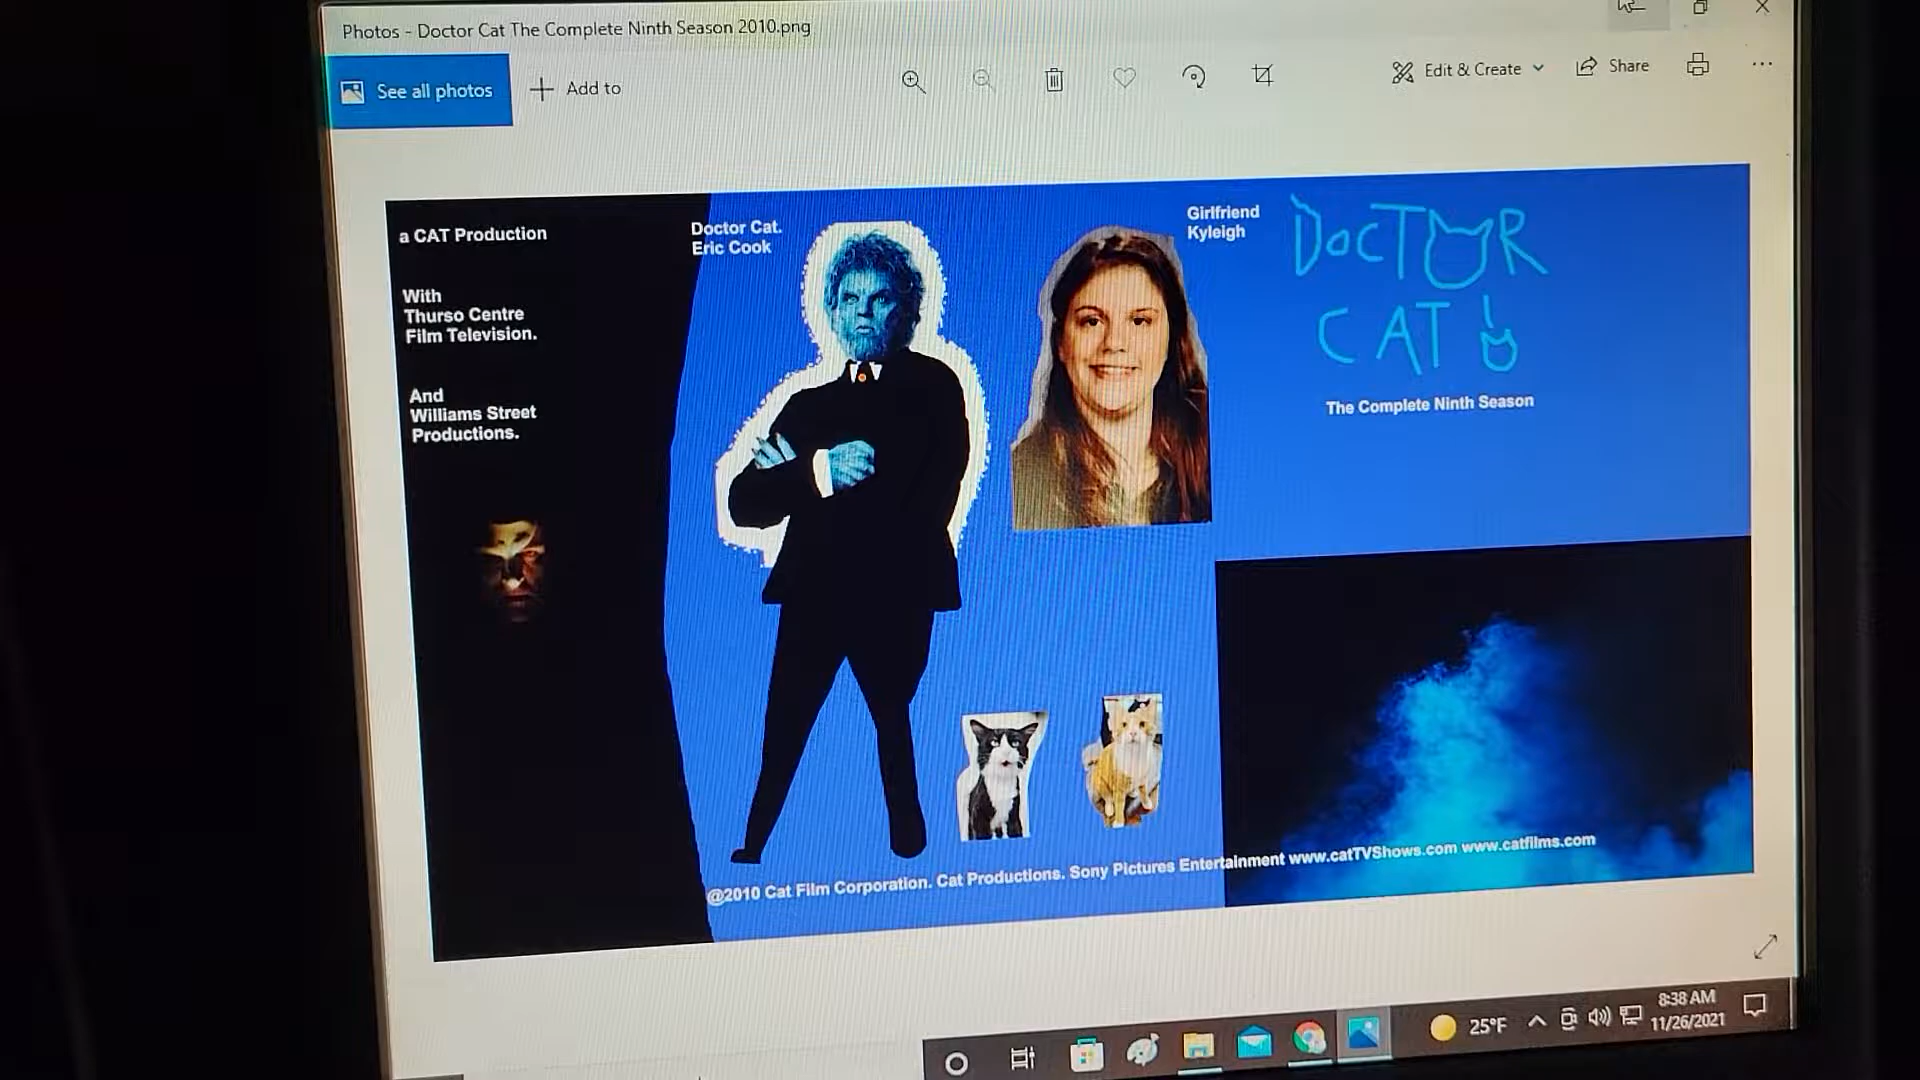 Photos - Doctor Cat The Complete Ninth Season 2010.png
See all photos
Add to
Edit & Create
Share
a CAT Production
With
Thurso Centre
Film Television.
And
Williams Street
Productions.
Doctor Cat.
Eric Cook
Girlfriend
Kyleigh
DOCTOR
CAT
The Complete Ninth Season
@2010 Cat Film Corporation. Cat Productions. Sony Pictures Entertainment www.catTVShows.com www.catfilms.com
25°F
8:38 AM
11/26/2021